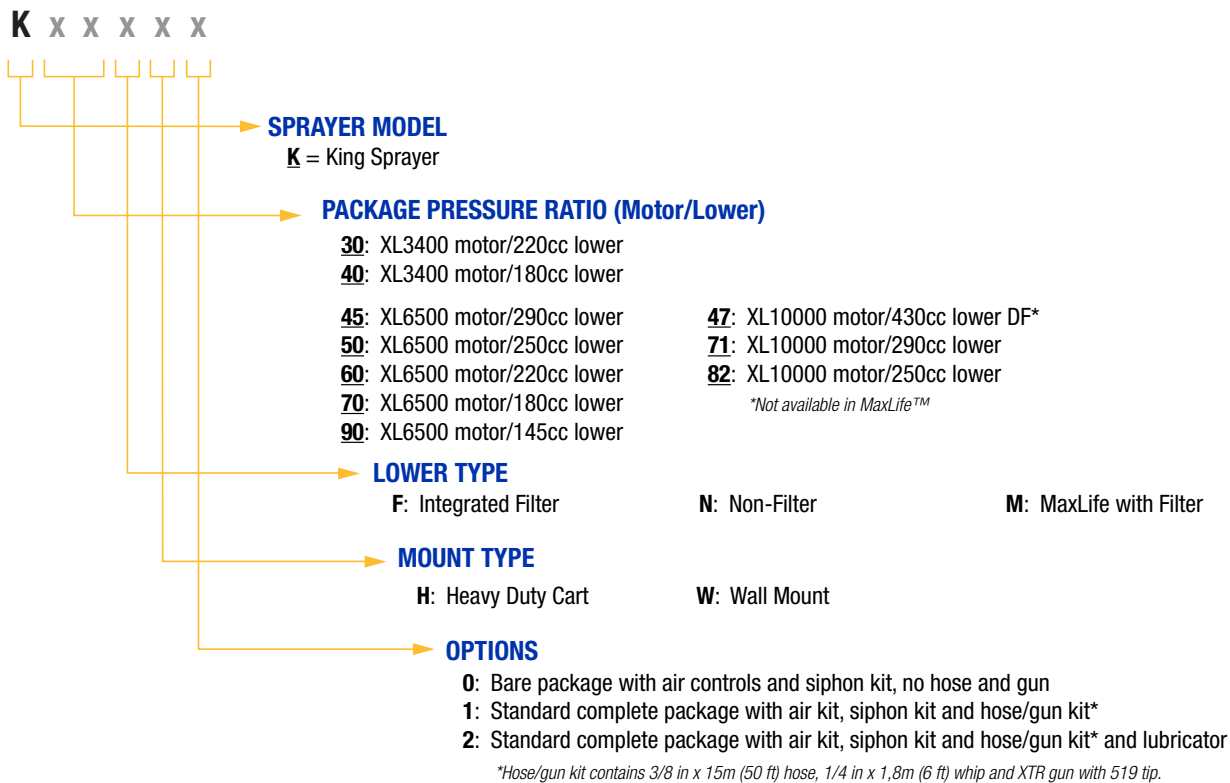 K x x x x x
SPRAYER MODEL
K = King Sprayer
PACKAGE PRESSURE RATIO (Motor/Lower)
30: XL3400 motor/220cc lower
40: XL3400 motor/180cc lower
45: XL6500 motor/290cc lower
50: XL6500 motor/250cc lower
60: XL6500 motor/220cc lower
70: XL6500 motor/180cc lower
90: XL6500 motor/145cc lower
47: XL10000 motor/430cc lower DF*
71: XL10000 motor/290cc lower
82: XL10000 motor/250cc lower
*Not available in MaxLife™
LOWER TYPE
F: Integrated Filter N: Non-Filter M: MaxLife with Filter
MOUNT TYPE
H: Heavy Duty Cart W: Wall Mount
OPTIONS
0: Bare package with air controls and siphon kit, no hose and gun
1: Standard complete package with air kit, siphon kit and hose/gun kit*
2: Standard complete package with air kit, siphon kit and hose/gun kit* and lubricator
*Hose/gun kit contains 3/8 in x 15m (50 ft) hose, 1/4 in x 1,8m (6 ft) whip and XTR gun with 519 tip.